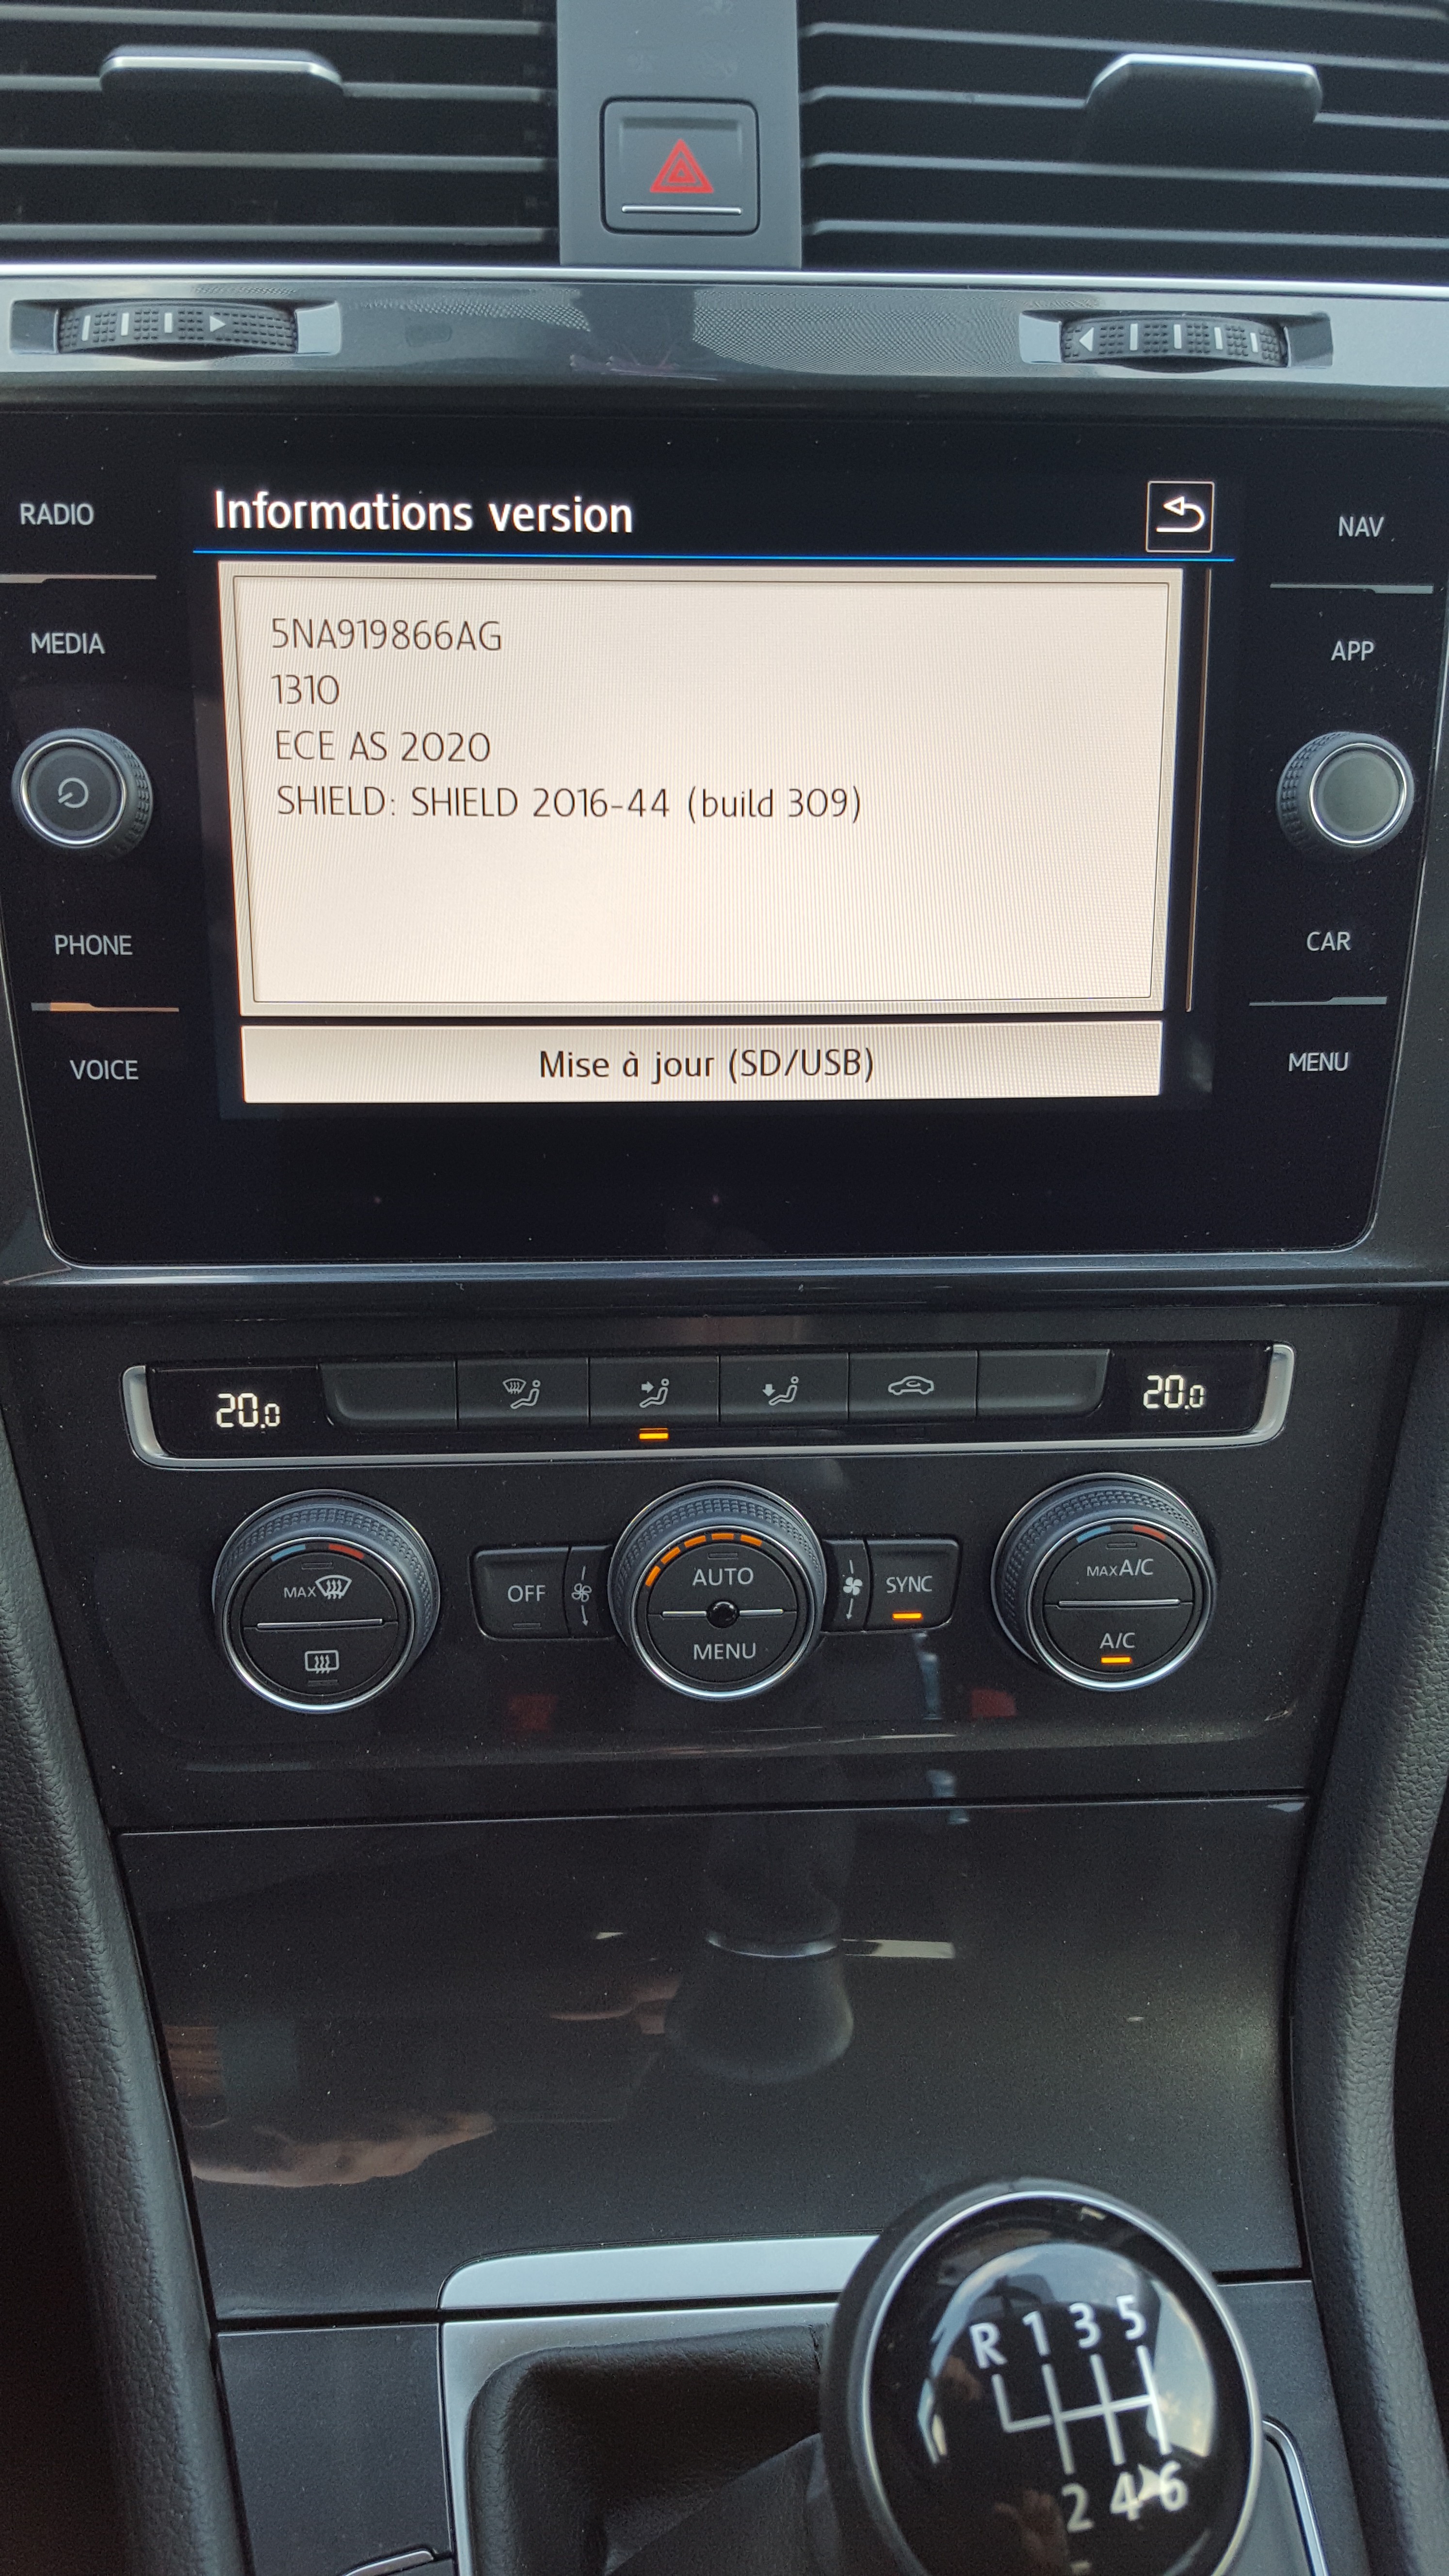 Informations version
RADIO
NAV
MEDIA
APP
5NA919866AG
1310
ECE AS 2020
SHIELD: SHIELD 2016-44 (build 309)
PHONE
CAR
VOICE
MENU
Mise à jour (SD/USB)
20.0
20.0
MAX
OFF
AUTO
MENU
SYNC
MAX A/C
A/C
R 1 3 5
2 4 6